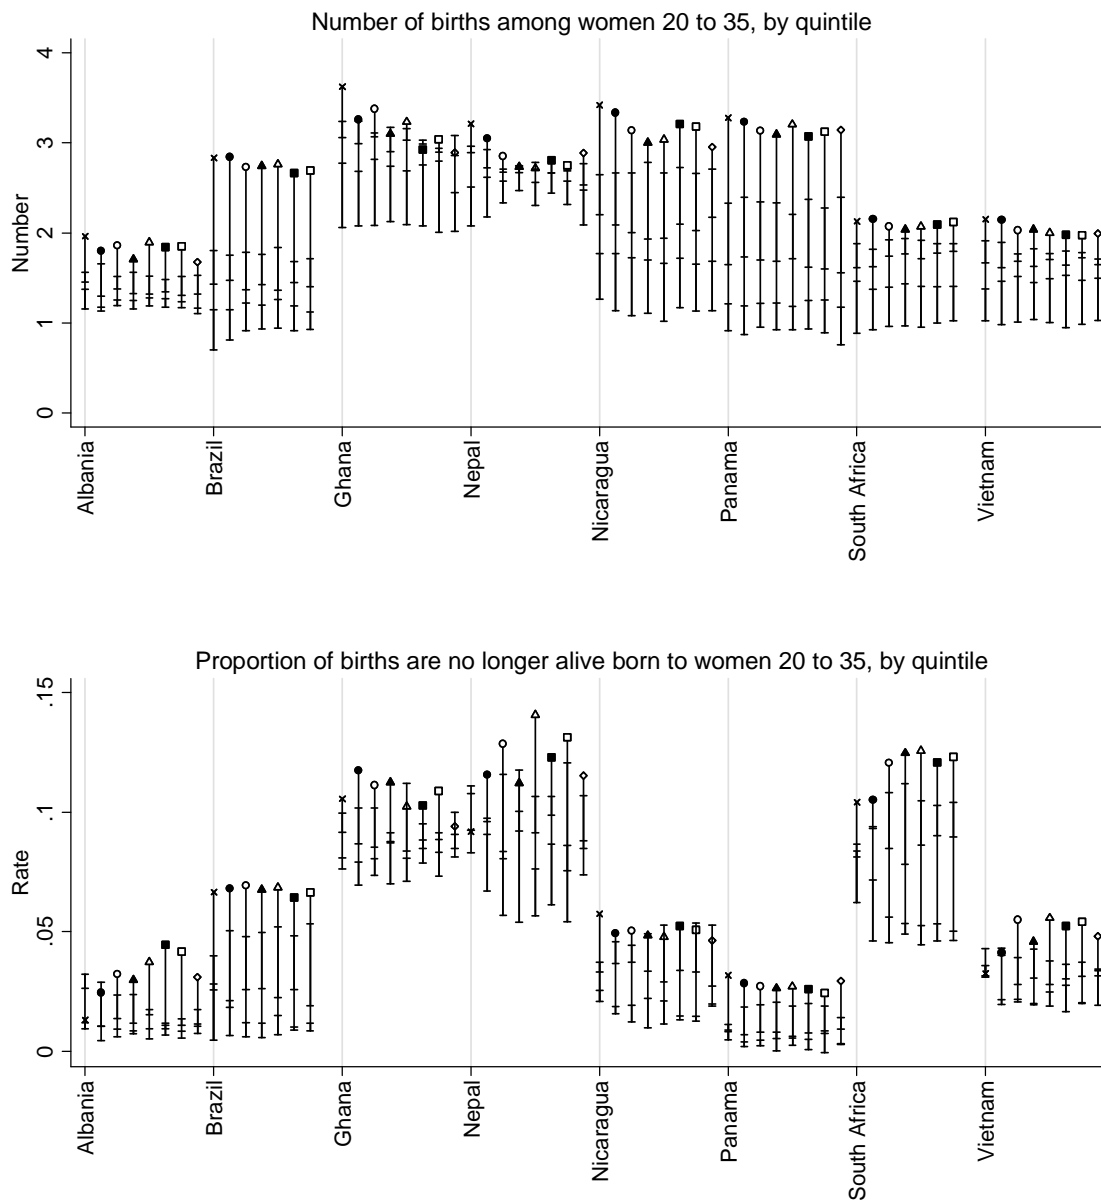 Number of births among women 20 to 35, by quintile
Number
4
3
2
1
0
Albania
Brazil
Ghana
Nepal
Nicaragua
Panama
South Africa
Vietnam
Proportion of births are no longer alive born to women 20 to 35, by quintile
Rate
.15
.1
.05
0
Albania
Brazil
Ghana
Nepal
Nicaragua
Panama
South Africa
Vietnam